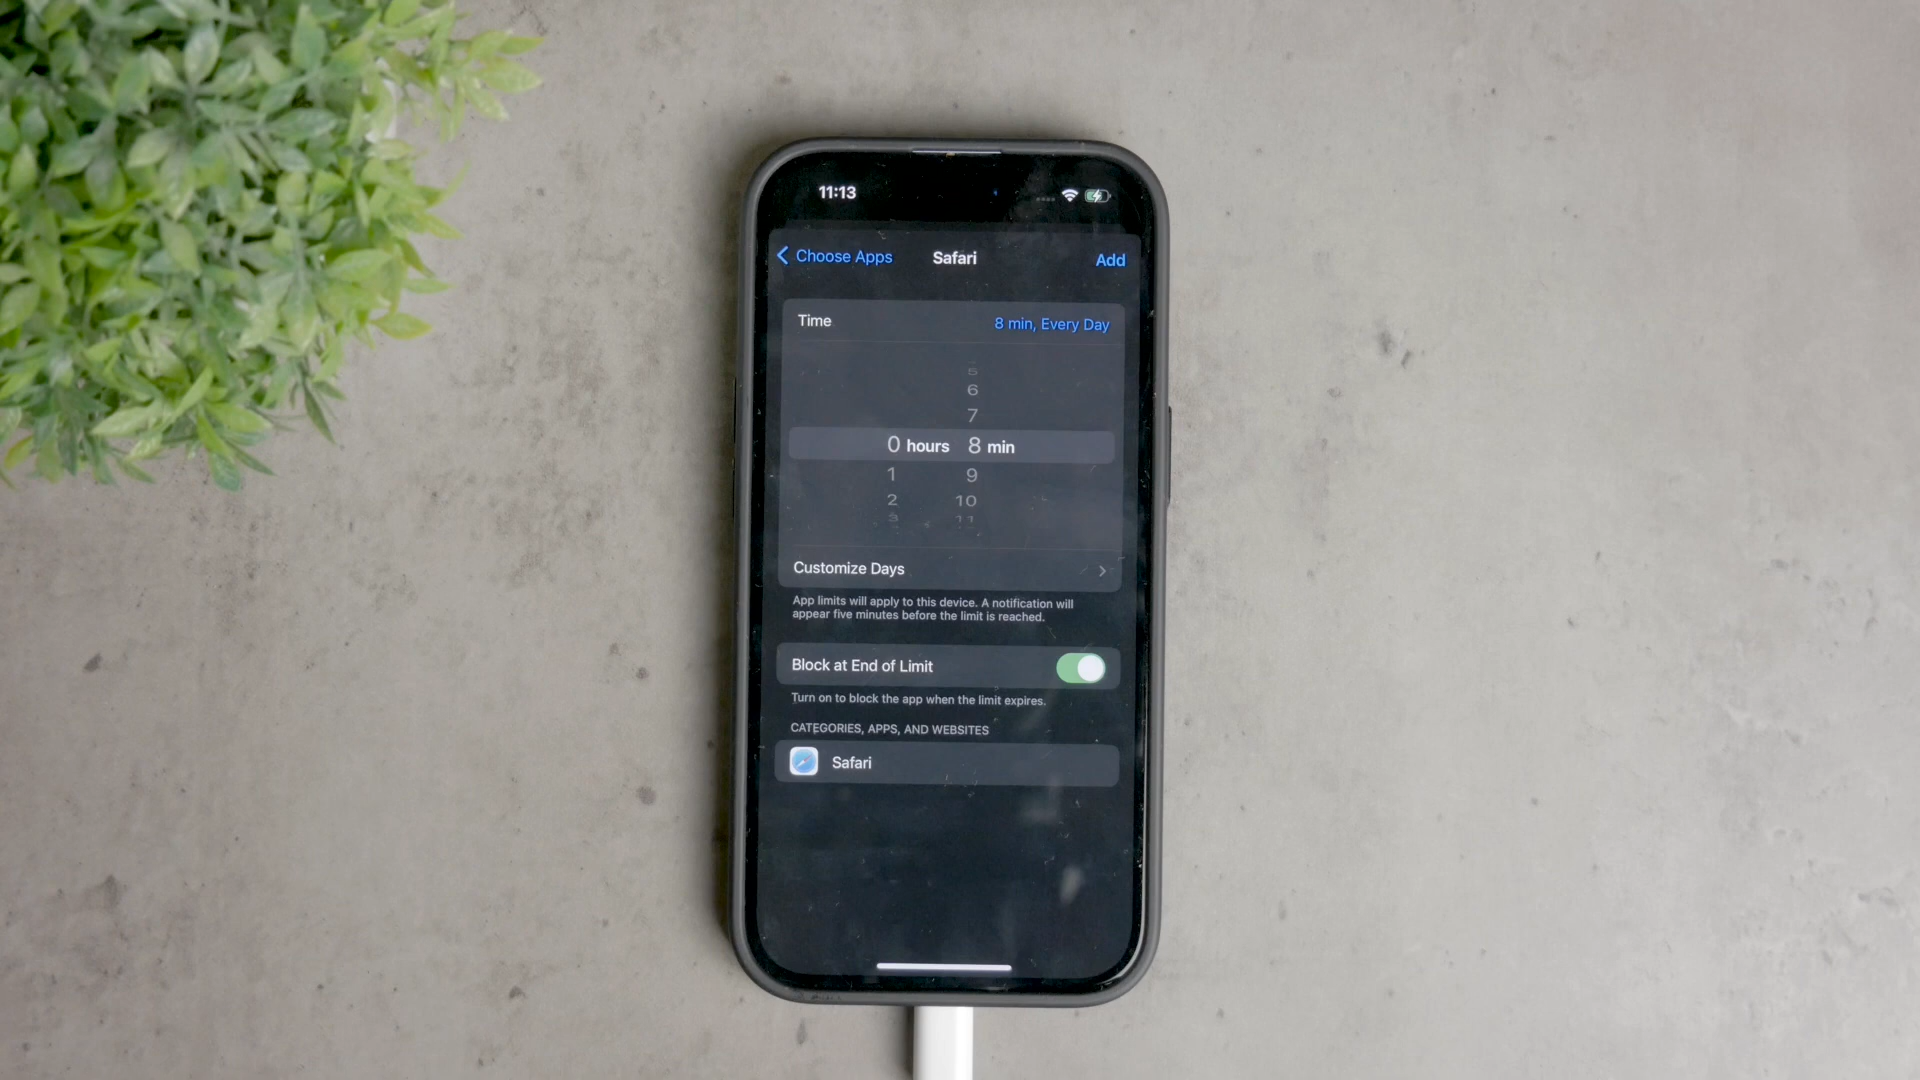 11:13
Choose Apps Safari Add
Time 8 min, Every Day
5
6
7
0 hours 8 min
1 9
2 10
3 11
Customize Days
App limits will apply to this device. A notification will
appear five minutes before the limit is reached.
Block at End of Limit
Turn on to block the app when the limit expires.
CATEGORIES, APPS, AND WEBSITES
Safari